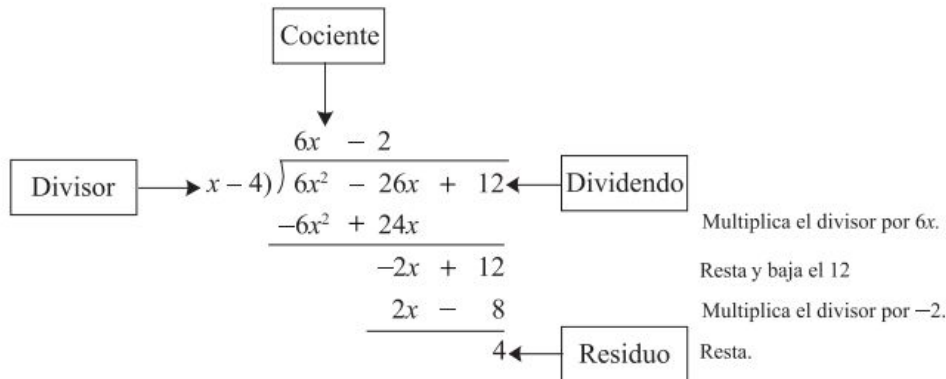 Cociente
6x − 2
Divisor x − 4) 6x² − 26x + 12 Dividendo
−6x² + 24x Multiplica el divisor por 6x.
−2x + 12 Resta y baja el 12
2x − 8 Multiplica el divisor por −2.
4 Residuo Resta.